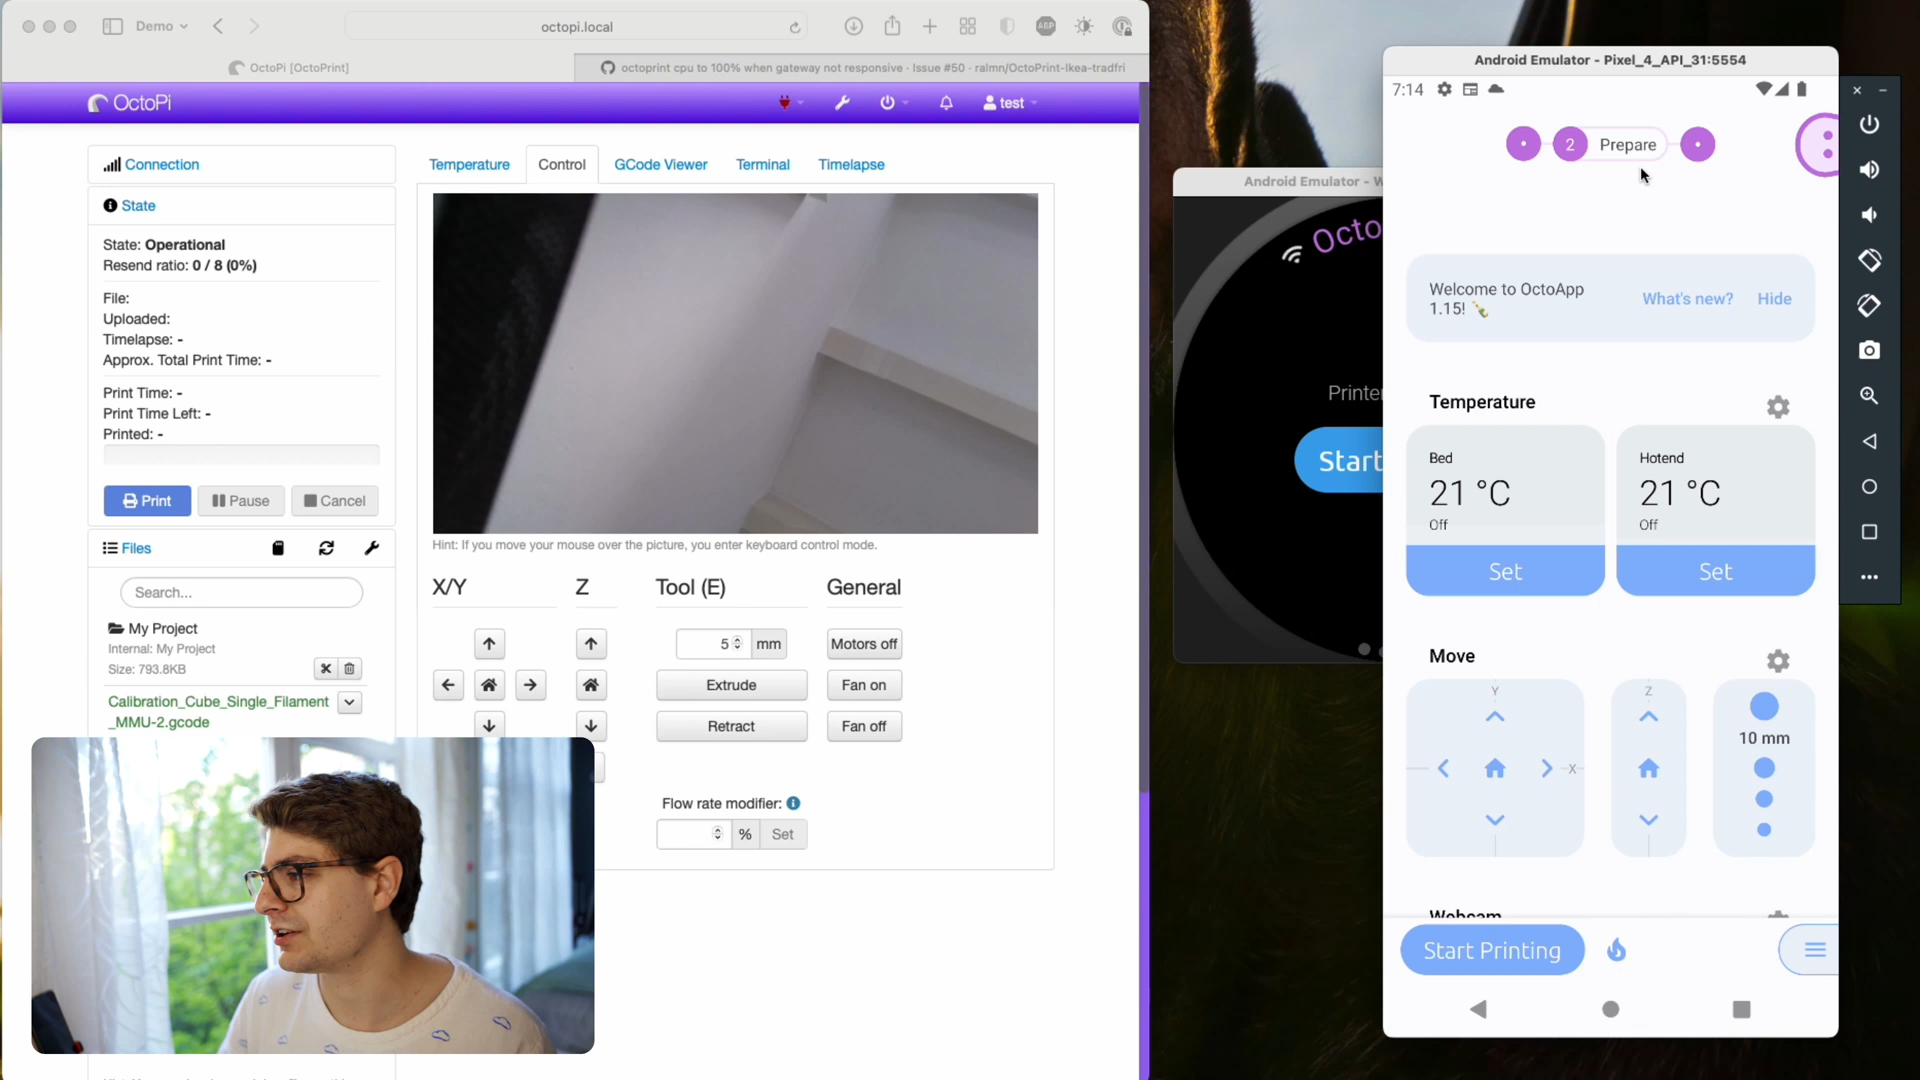 Demo
octopi.local
OctoPi [OctoPrint]
octoprint cpu to 100% when gateway not responsive · Issue #50 · ralmn/OctoPrint-Ikea-tradfri
OctoPi
test
Connection
State
State: Operational
Resend ratio: 0 / 8 (0%)
File:
Uploaded:
Timelapse: -
Approx. Total Print Time: -
Print Time: -
Print Time Left: -
Printed: -
Print
Pause
Cancel
Files
Search...
My Project
Internal: My Project
Size: 793.8KB
Calibration_Cube_Single_Filament
_MMU-2.gcode
Temperature
Control
GCode Viewer
Terminal
Timelapse
Hint: If you move your mouse over the picture, you enter keyboard control mode.
X/Y
Z
Tool (E)
General
5
mm
Motors off
Extrude
Fan on
Retract
Fan off
Flow rate modifier:
%
Set
Android Emulator - W
Octo
Printer
Start
Android Emulator - Pixel_4_API_31:5554
7:14
2
Prepare
Welcome to OctoApp
1.15! 🍾
What's new?
Hide
Temperature
Bed
21 °C
Off
Set
Hotend
21 °C
Off
Set
Move
Y
X
Z
10 mm
Webcam
Start Printing